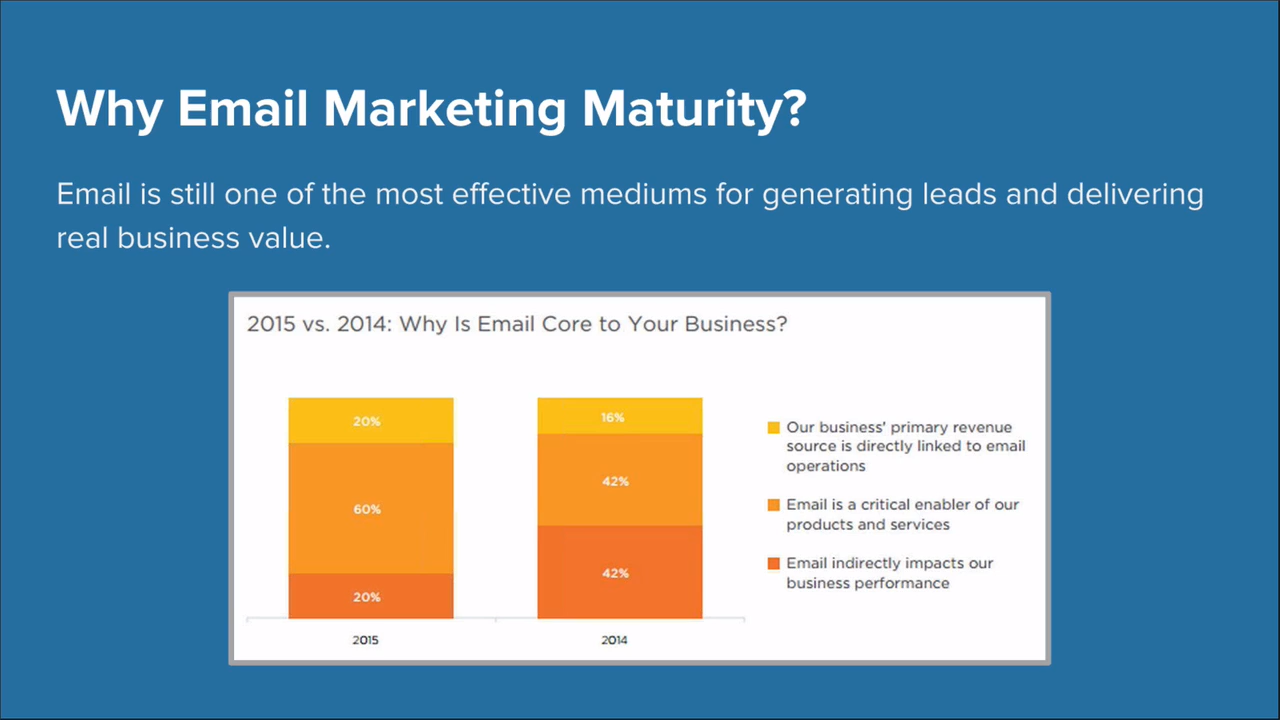 Why Email Marketing Maturity?
Email is still one of the most effective mediums for generating leads and delivering
real business value.
2015 vs. 2014: Why Is Email Core to Your Business?
20%
60%
20%
2015
16%
42%
42%
2014
Our business' primary revenue
source is directly linked to email
operations
Email is a critical enabler of our
products and services
Email indirectly impacts our
business performance